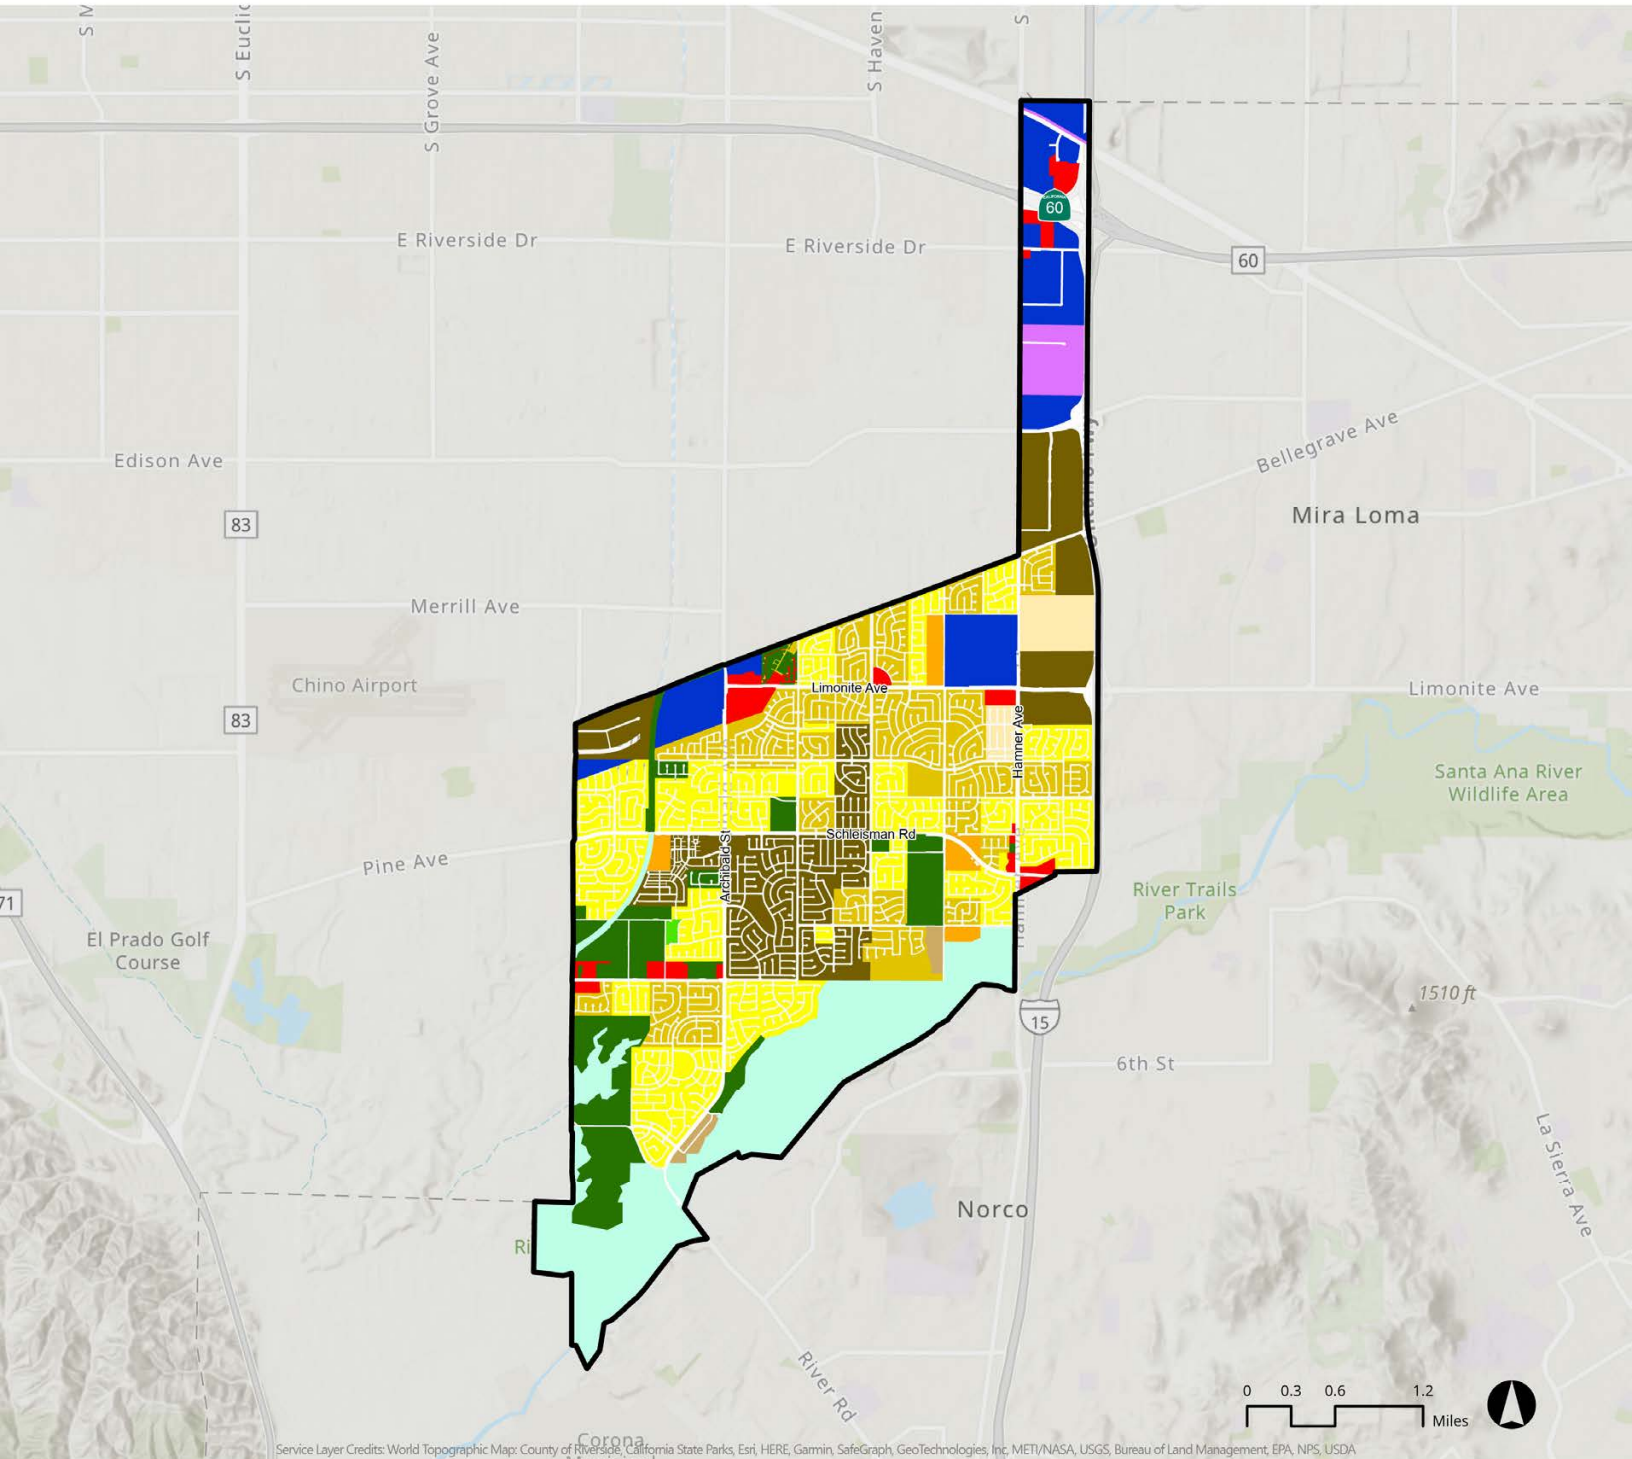 S M
S Euclid
S Grove Ave
S Haven
S
60
E Riverside Dr
E Riverside Dr
60
Edison Ave
Bellegrave Ave
83
Mira Loma
Merrill Ave
Chino Airport
Limonite Ave
Limonite Ave
83
Hamner Ave
Santa Ana River
Wildlife Area
Schleisman Rd
Archibald St
Pine Ave
71
River Trails
Park
El Prado Golf
Course
1510 ft
15
6th St
La Sierra Ave
Norco
Ri
River Rd
0 0.3 0.6 1.2
Miles
Corona
Service Layer Credits: World Topographic Map: County of Riverside, California State Parks, Esri, HERE, Garmin, SafeGraph, GeoTechnologies, Inc, METI/NASA, USGS, Bureau of Land Management, EPA, NPS, USDA